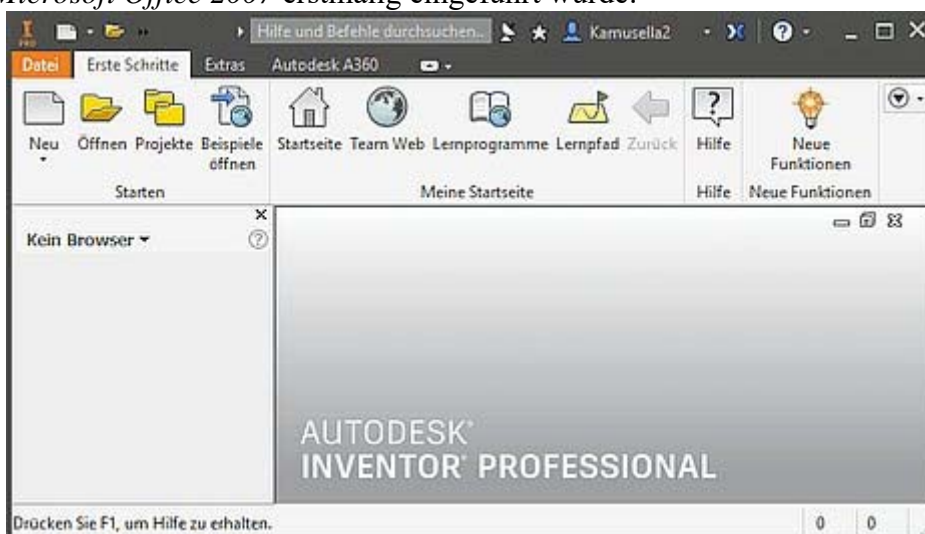 Microsoft Office 2007 erstmalig eingeführt wurde.
PRO
Hilfe und Befehle durchsuchen...
Kamusella2
Datei Erste Schritte Extras Autodesk A360
Neu Öffnen Projekte Beispiele öffnen Startseite Team Web Lernprogramme Lernpfad Zurück Hilfe Neue Funktionen
Starten Meine Startseite Hilfe Neue Funktionen
Kein Browser
AUTODESK®
INVENTOR® PROFESSIONAL
Drücken Sie F1, um Hilfe zu erhalten. 0 0